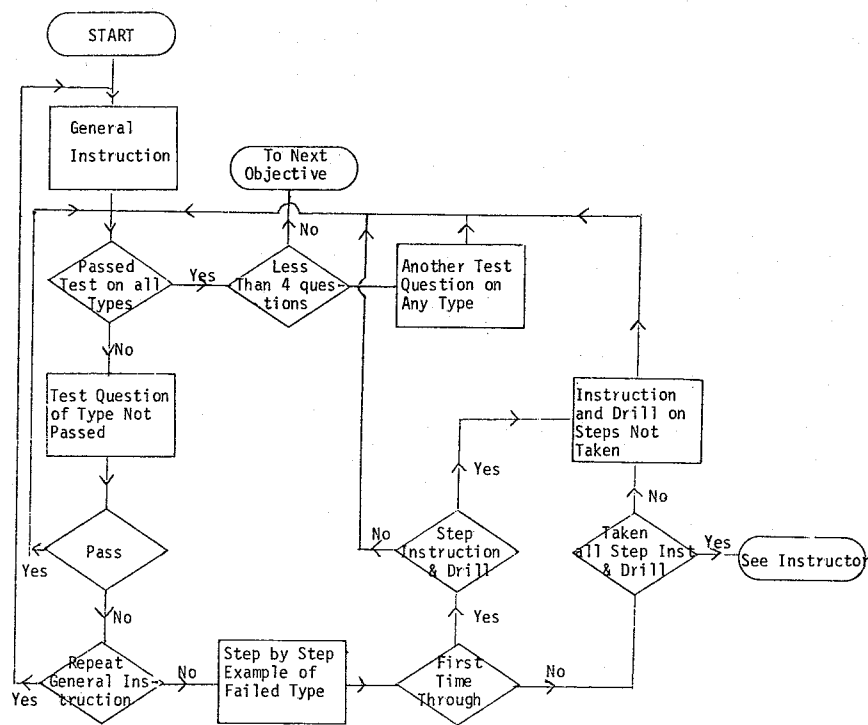 START
General
Instruction
To Next
Objective
No
Passed
Test on all
Types
Yes
Less
Than 4 ques-
tions
Another Test
Question on
Any Type
No
Test Question
of Type Not
Passed
Instruction
and Drill on
Steps Not
Taken
Yes
No
Pass
Yes
No
Step
Instruction
& Drill
No
Taken
all Step Inst
& Drill
Yes
See Instructor
No
Yes
Repeat
General Ins-
truction
Yes
No
Step by Step
Example of
Failed Type
First
Time
Through
No